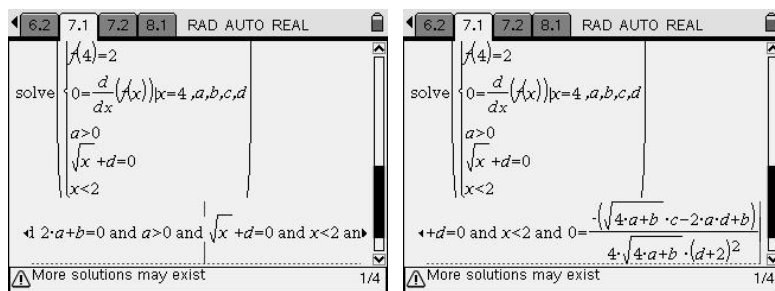 6.2 7.1 7.2 8.1 RAD AUTO REAL
f(4)=2
solve 0=d/dx(f(x))|x=4 ,a,b,c,d
a>0
√x +d=0
x<2
◂d 2·a+b=0 and a>0 and √x +d=0 and x<2 an▸
More solutions may exist 1/4
6.2 7.1 7.2 8.1 RAD AUTO REAL
f(4)=2
solve 0=d/dx(f(x))|x=4 ,a,b,c,d
a>0
√x +d=0
x<2
◂+d=0 and x<2 and 0=-(√4·a+b ·c-2·a·d+b)/4·√4·a+b ·(d+2)²
More solutions may exist 1/4